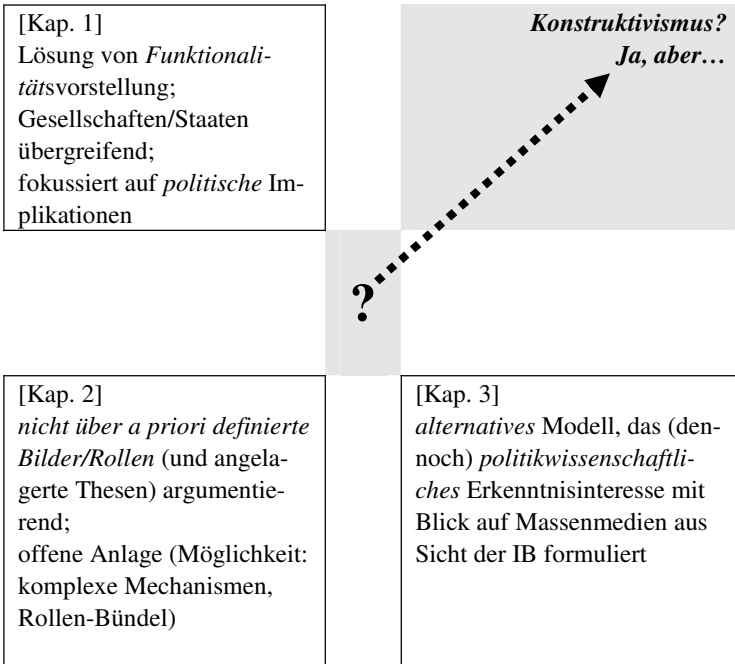 [Kap. 1]
Lösung von Funktionali-
tätsvorstellung;
Gesellschaften/Staaten
übergreifend;
fokussiert auf politische Im-
plikationen
Konstruktivismus?
Ja, aber…
?
[Kap. 2]
nicht über a priori definierte
Bilder/Rollen (und angela-
gerte Thesen) argumentie-
rend;
offene Anlage (Möglichkeit:
komplexe Mechanismen,
Rollen-Bündel)
[Kap. 3]
alternatives Modell, das (den-
noch) politikwissenschaftli-
ches Erkenntnisinteresse mit
Blick auf Massenmedien aus
Sicht der IB formuliert